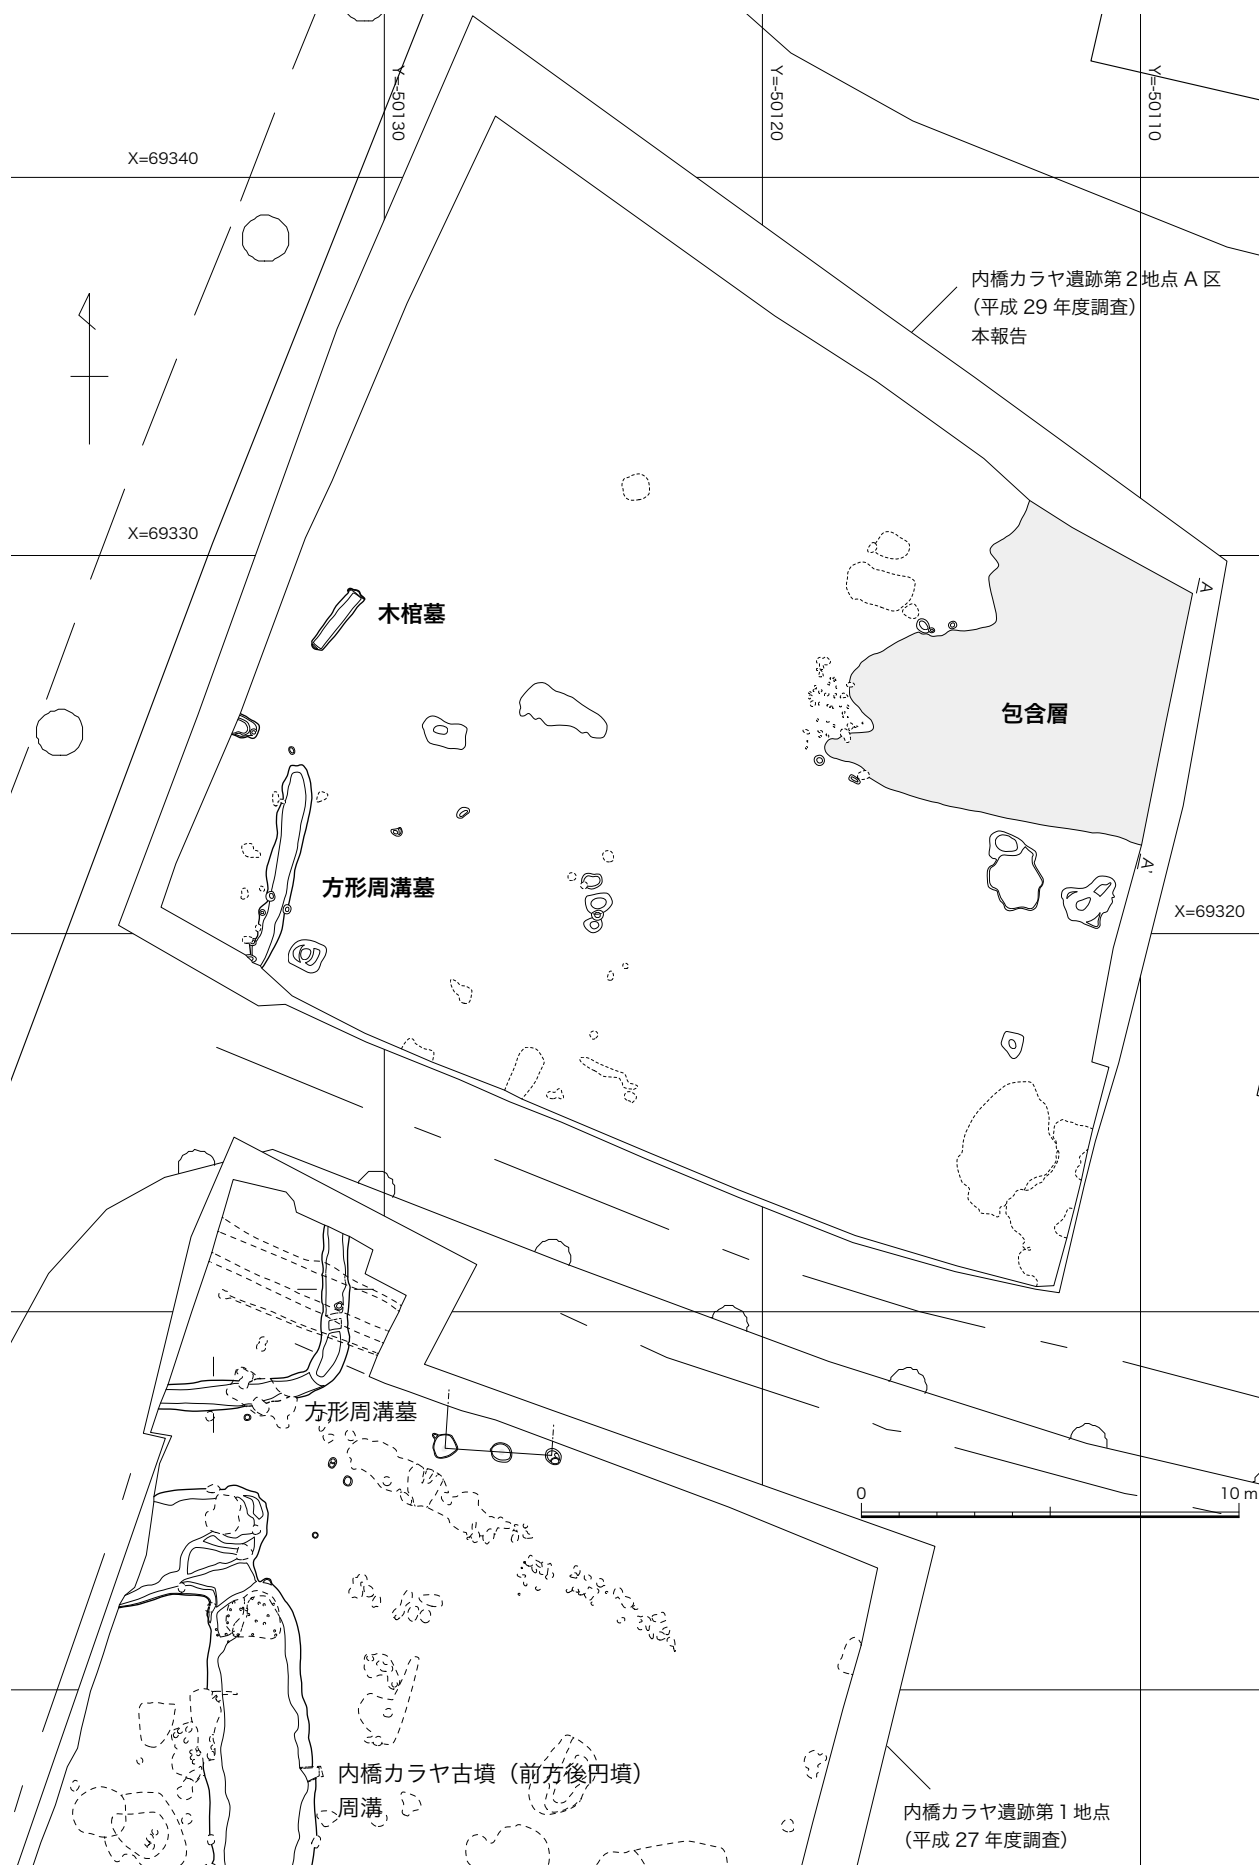 Y=-50130
Y=-50120
Y=-50110
X=69340
内橋カラヤ遺跡第２地点 A 区
（平成 29 年度調査）
本報告
X=69330
A
木棺墓
包含層
A'
方形周溝墓
X=69320
方形周溝墓
0
10 m
内橋カラヤ古墳（前方後円墳）
周溝
内橋カラヤ遺跡第１地点
（平成 27 年度調査）